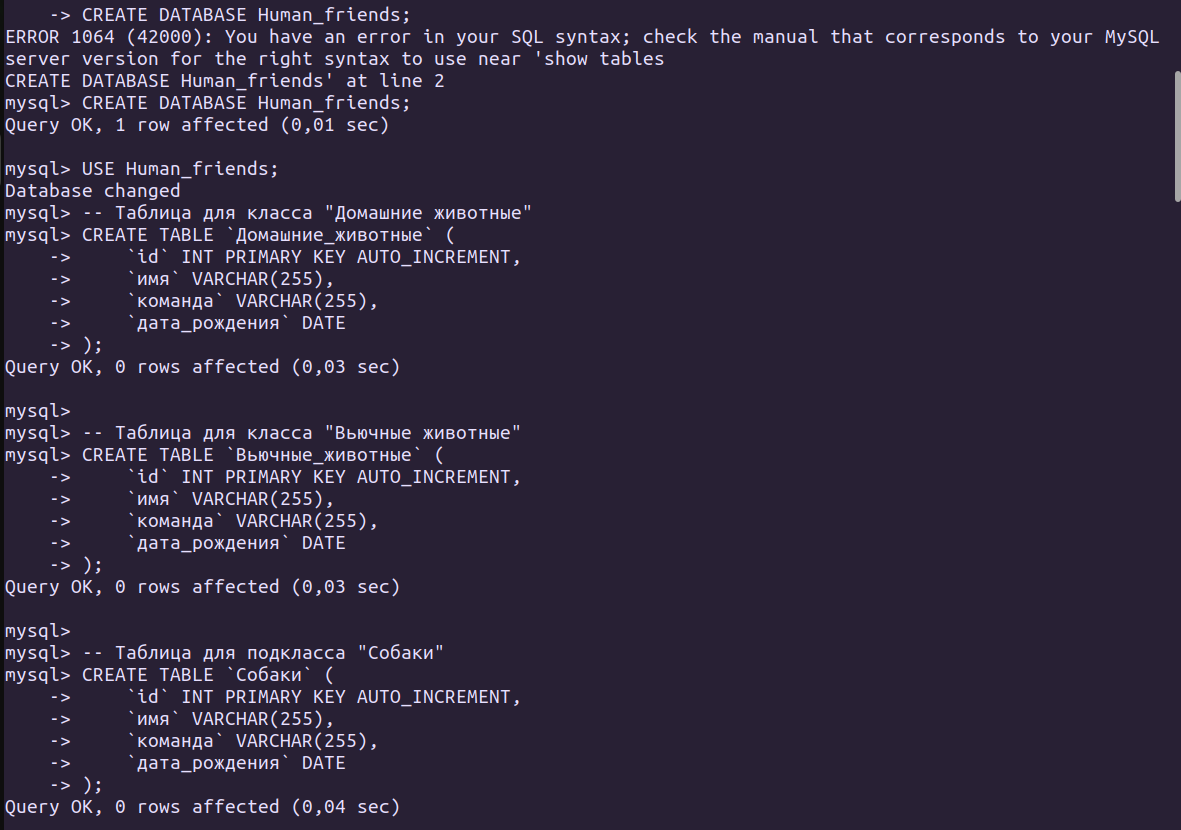 -> CREATE DATABASE Human_friends;
ERROR 1064 (42000): You have an error in your SQL syntax; check the manual that corresponds to your MySQL
server version for the right syntax to use near 'show tables
CREATE DATABASE Human_friends' at line 2
mysql> CREATE DATABASE Human_friends;
Query OK, 1 row affected (0,01 sec)
mysql> USE Human_friends;
Database changed
mysql> -- Таблица для класса "Домашние животные"
mysql> CREATE TABLE `Домашние_животные` (
    ->     `id` INT PRIMARY KEY AUTO_INCREMENT,
    ->     `имя` VARCHAR(255),
    ->     `команда` VARCHAR(255),
    ->     `дата_рождения` DATE
    -> );
Query OK, 0 rows affected (0,03 sec)
mysql>
mysql> -- Таблица для класса "Вьючные животные"
mysql> CREATE TABLE `Вьючные_животные` (
    ->     `id` INT PRIMARY KEY AUTO_INCREMENT,
    ->     `имя` VARCHAR(255),
    ->     `команда` VARCHAR(255),
    ->     `дата_рождения` DATE
    -> );
Query OK, 0 rows affected (0,03 sec)
mysql>
mysql> -- Таблица для подкласса "Собаки"
mysql> CREATE TABLE `Собаки` (
    ->     `id` INT PRIMARY KEY AUTO_INCREMENT,
    ->     `имя` VARCHAR(255),
    ->     `команда` VARCHAR(255),
    ->     `дата_рождения` DATE
    -> );
Query OK, 0 rows affected (0,04 sec)